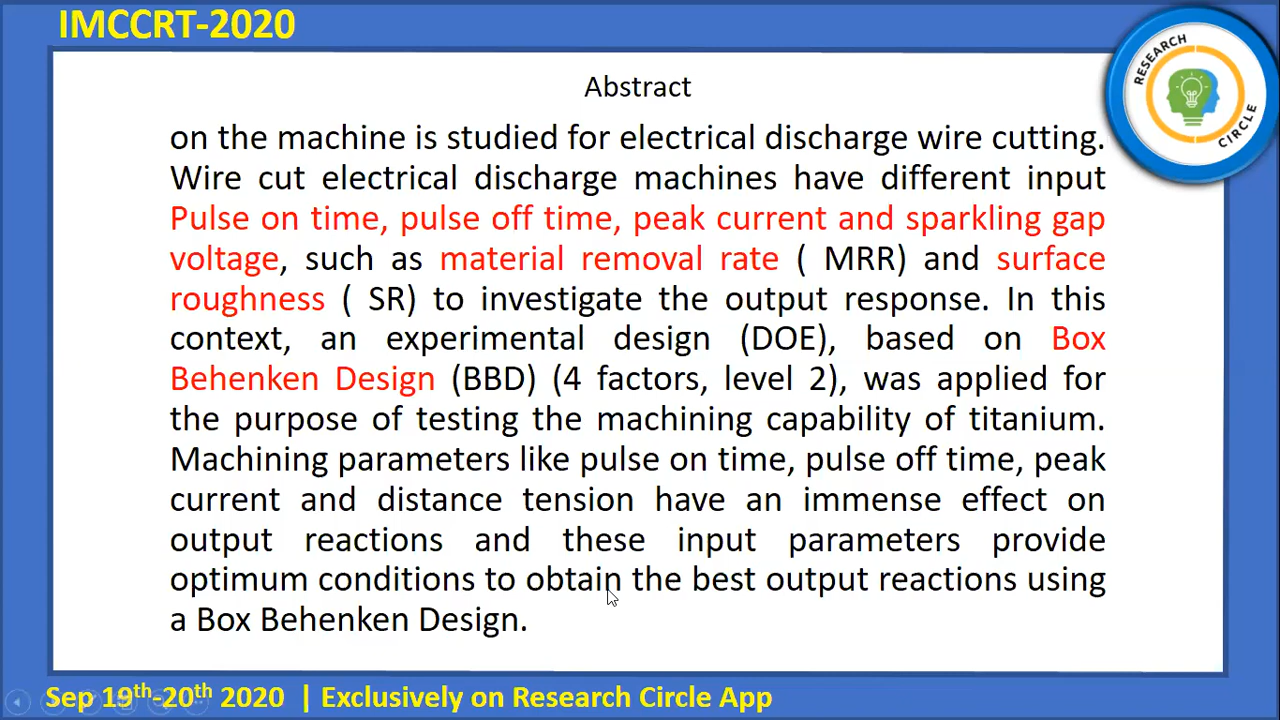 IMCCRT-2020
RESEARCH
CIRCLE
Abstract
on the machine is studied for electrical discharge wire cutting.
Wire cut electrical discharge machines have different input
Pulse on time, pulse off time, peak current and sparkling gap
voltage, such as material removal rate ( MRR) and surface
roughness ( SR) to investigate the output response. In this
context, an experimental design (DOE), based on Box
Behenken Design (BBD) (4 factors, level 2), was applied for
the purpose of testing the machining capability of titanium.
Machining parameters like pulse on time, pulse off time, peak
current and distance tension have an immense effect on
output reactions and these input parameters provide
optimum conditions to obtain the best output reactions using
a Box Behenken Design.
Sep 19th-20th 2020 | Exclusively on Research Circle App